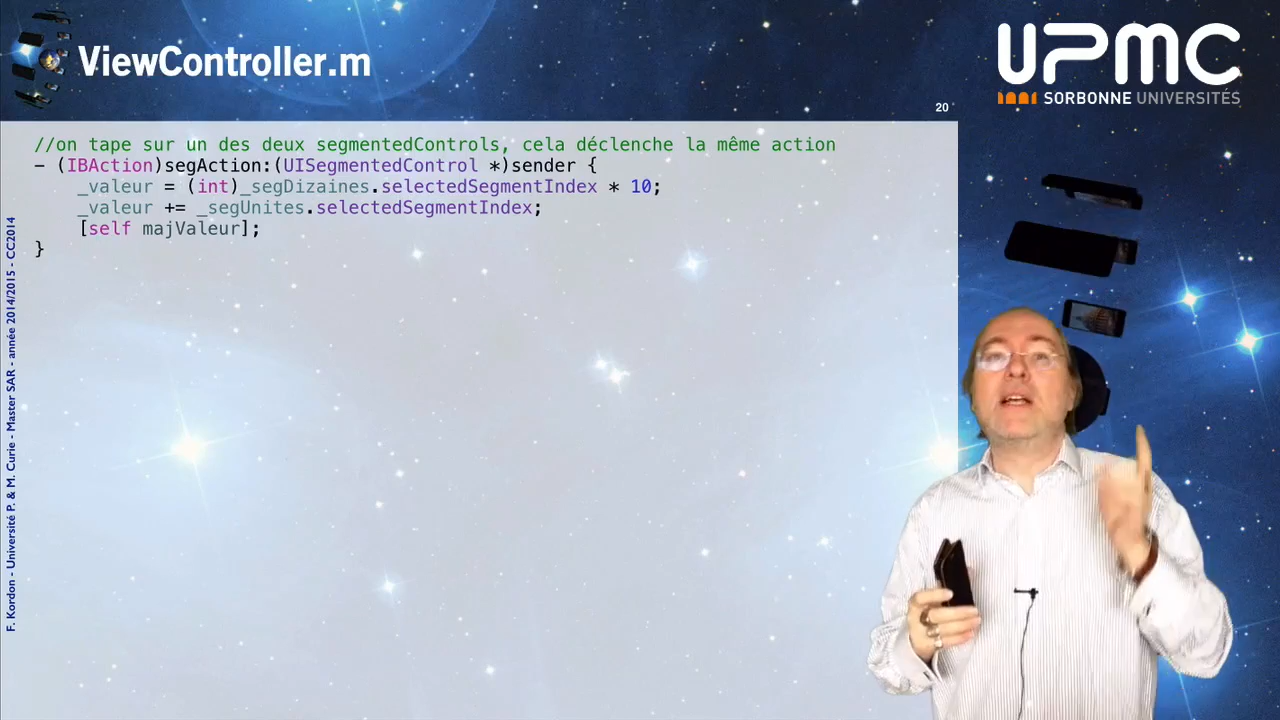 ViewController.m
UPMC
SORBONNE UNIVERSITÉS
20
//on tape sur un des deux segmentedControls, cela déclenche la même action
- (IBAction)segAction:(UISegmentedControl *)sender {
    _valeur = (int)_segDizaines.selectedSegmentIndex * 10;
    _valeur += _segUnites.selectedSegmentIndex;
    [self majValeur];
}
F. Kordon - Université P. & M. Curie - Master SAR - année 2014/2015 - CC2014